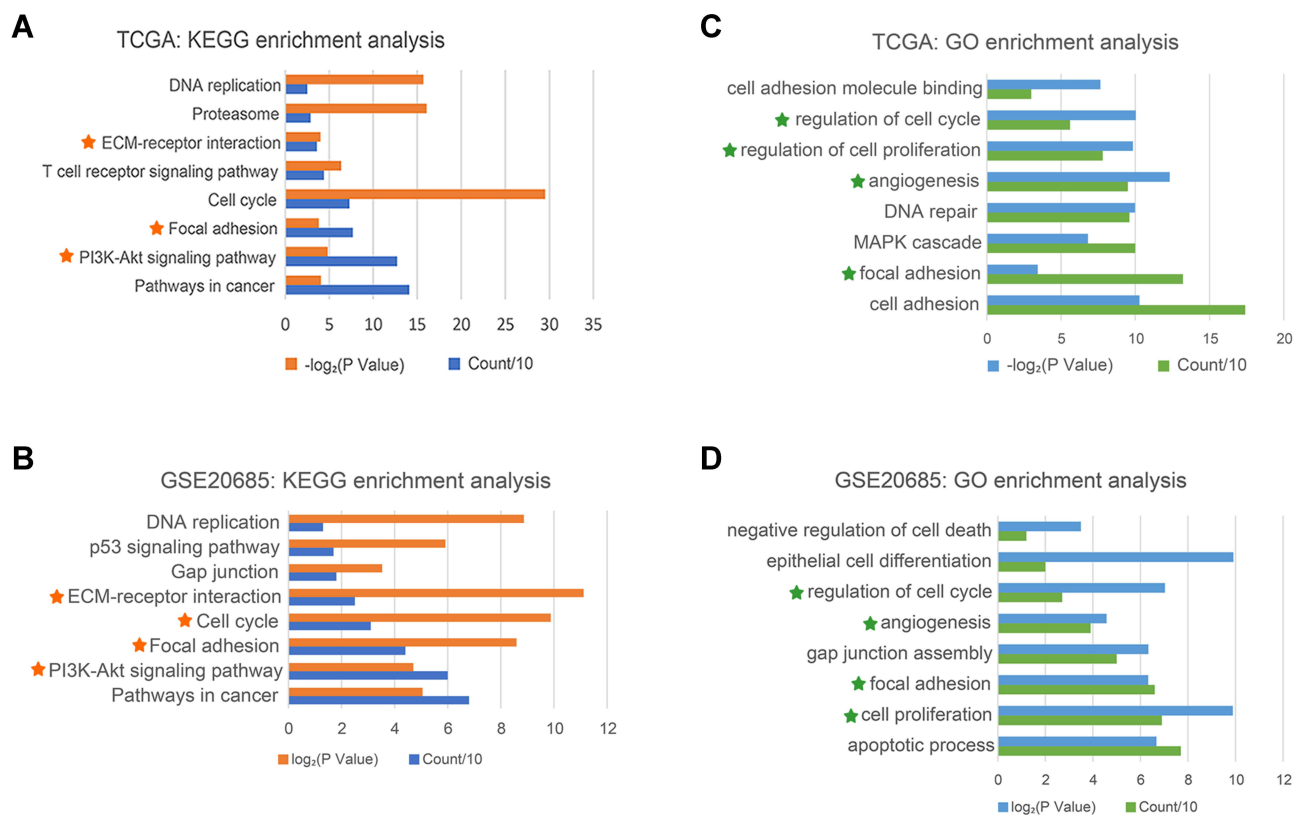 A
TCGA: KEGG enrichment analysis
DNA replication
Proteasome
ECM-receptor interaction
T cell receptor signaling pathway
Cell cycle
Focal adhesion
PI3K-Akt signaling pathway
Pathways in cancer
0 5 10 15 20 25 30 35
-log₂(P Value) Count/10
C
TCGA: GO enrichment analysis
cell adhesion molecule binding
regulation of cell cycle
regulation of cell proliferation
angiogenesis
DNA repair
MAPK cascade
focal adhesion
cell adhesion
0 5 10 15 20
-log₂(P Value) Count/10
B
GSE20685: KEGG enrichment analysis
DNA replication
p53 signaling pathway
Gap junction
ECM-receptor interaction
Cell cycle
Focal adhesion
PI3K-Akt signaling pathway
Pathways in cancer
0 2 4 6 8 10 12
log₂(P Value) Count/10
D
GSE20685: GO enrichment analysis
negative regulation of cell death
epithelial cell differentiation
regulation of cell cycle
angiogenesis
gap junction assembly
focal adhesion
cell proliferation
apoptotic process
0 2 4 6 8 10 12
log₂(P Value) Count/10